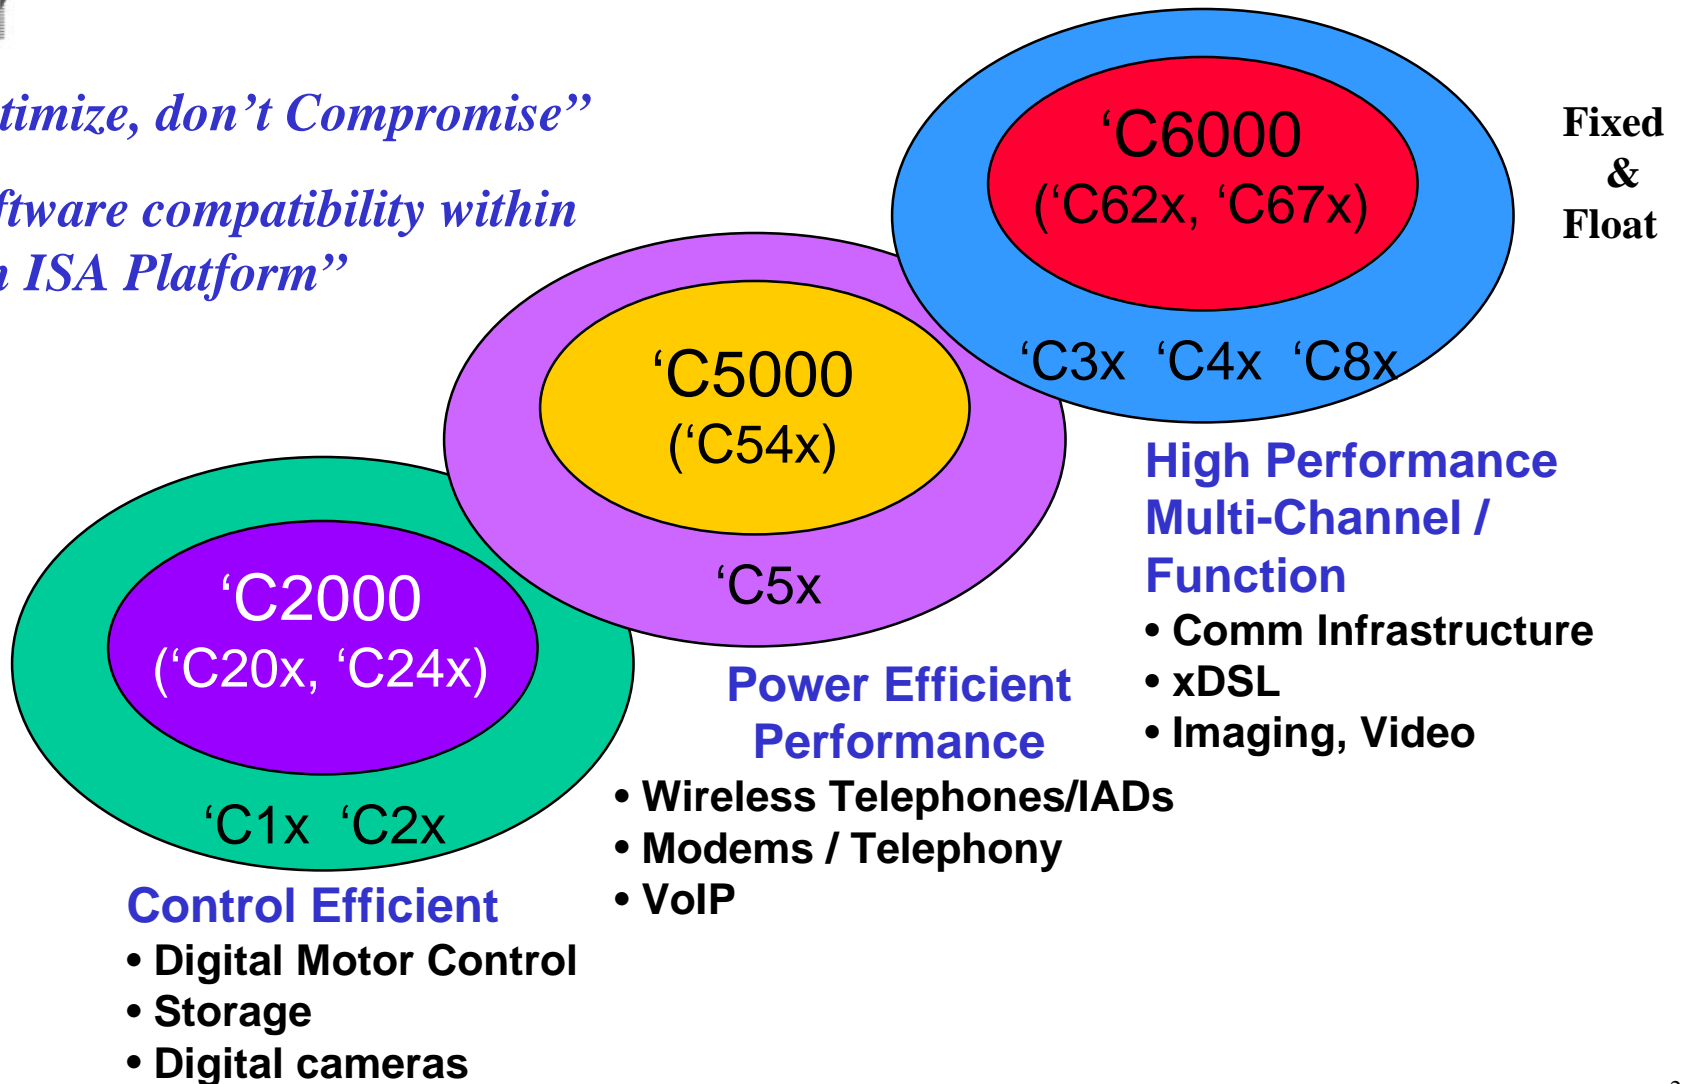 timize, don’t Compromise”
ftware compatibility within
ISA Platform”
‘C6000
(‘C62x, ‘C67x)
‘C3x ‘C4x ‘C8x
Fixed
&
Float
‘C5000
(‘C54x)
‘C5x
‘C2000
(‘C20x, ‘C24x)
‘C1x ‘C2x
High Performance
Multi-Channel /
Function
• Comm Infrastructure
• xDSL
• Imaging, Video
Power Efficient
Performance
• Wireless Telephones/IADs
• Modems / Telephony
• VoIP
Control Efficient
• Digital Motor Control
• Storage
• Digital cameras